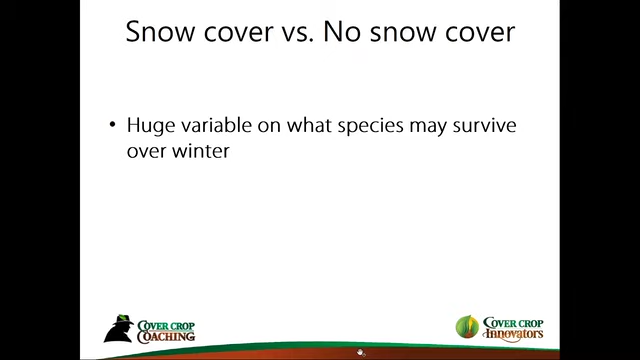 Snow cover vs. No snow cover
• Huge variable on what species may survive
over winter
COVER CROP
COACHING
COVER CROP
Innovators